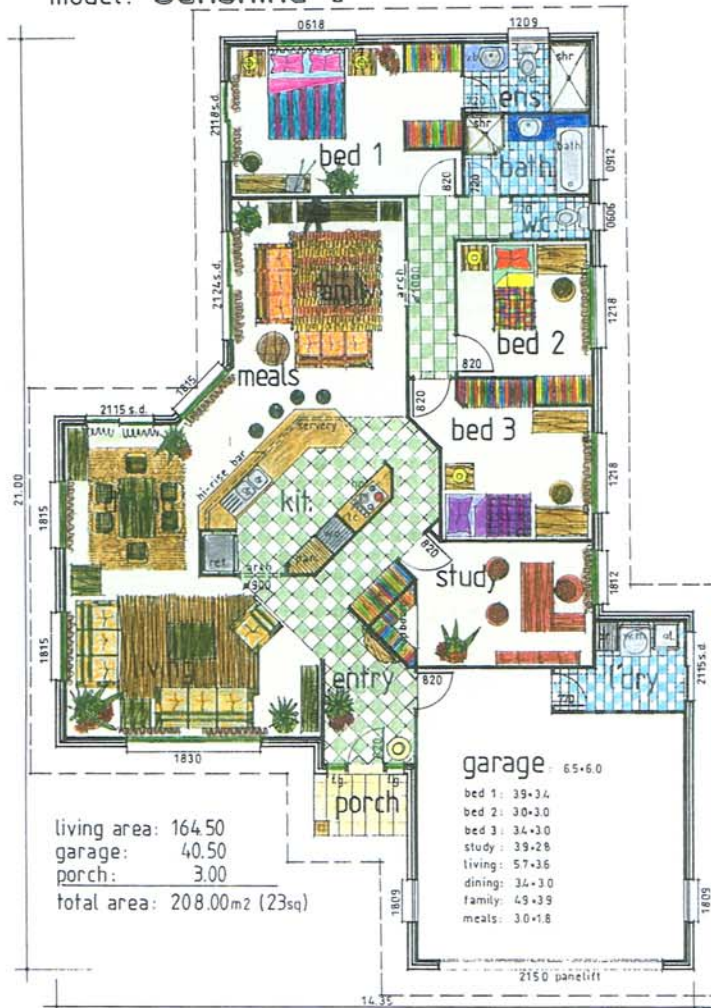 model:
0618
1209
2118 s.d.
bed 1
820
720
ens
shr
shr
720
bath
bath
0912
w.c.
0606
2124 s.d.
family
arch
1000
1218
bed 2
820
meals
1815
2115 s.d.
820
servery
hi-rise bar
bed 3
21.00
kit.
1815
1218
pan.
ref.
820
arch
900
study
1812
1815
living
entry
w.m.
l'dry
2115 s.d.
820
720
1830
820
f.g.
f.g.
porch
garage: 6.5×6.0
bed 1: 3.9×3.4
bed 2: 3.0×3.0
bed 3: 3.4×3.0
study: 3.9×2.8
living: 5.7×3.6
dining: 3.4×3.0
family: 4.9×3.9
meals: 3.0×1.8
living area: 164.50
garage: 40.50
porch: 3.00
total area: 208.00m2 (23sq)
1809
1809
2150 panelift
14.35